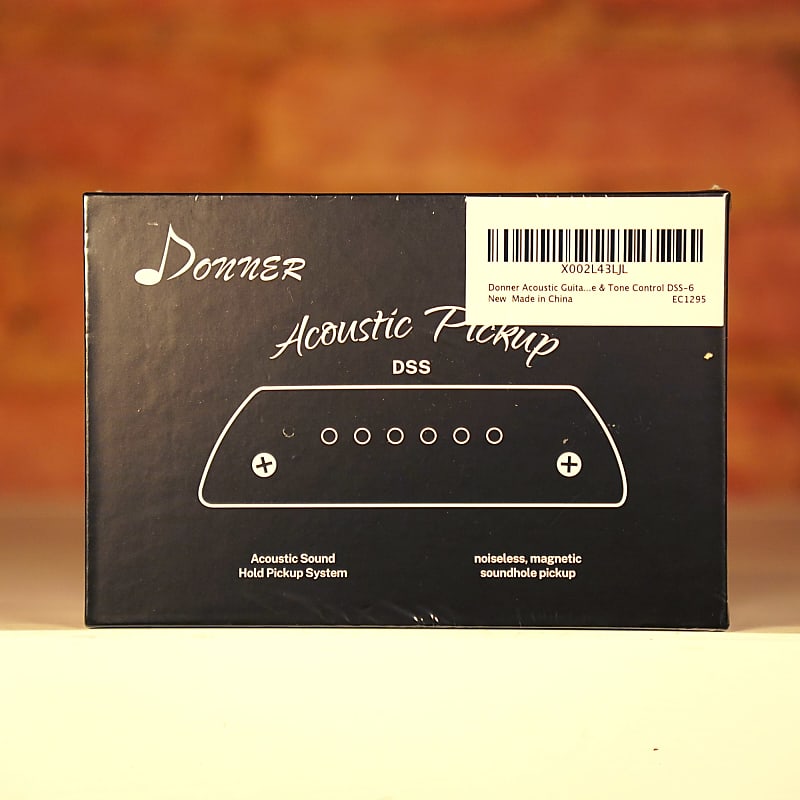 DONNER
X002L43LJL
Donner Acoustic Guita...e & Tone Control DSS-6
New Made in China EC1295
Acoustic Pickup
DSS
Acoustic Sound
Hold Pickup System
noiseless, magnetic
soundhole pickup